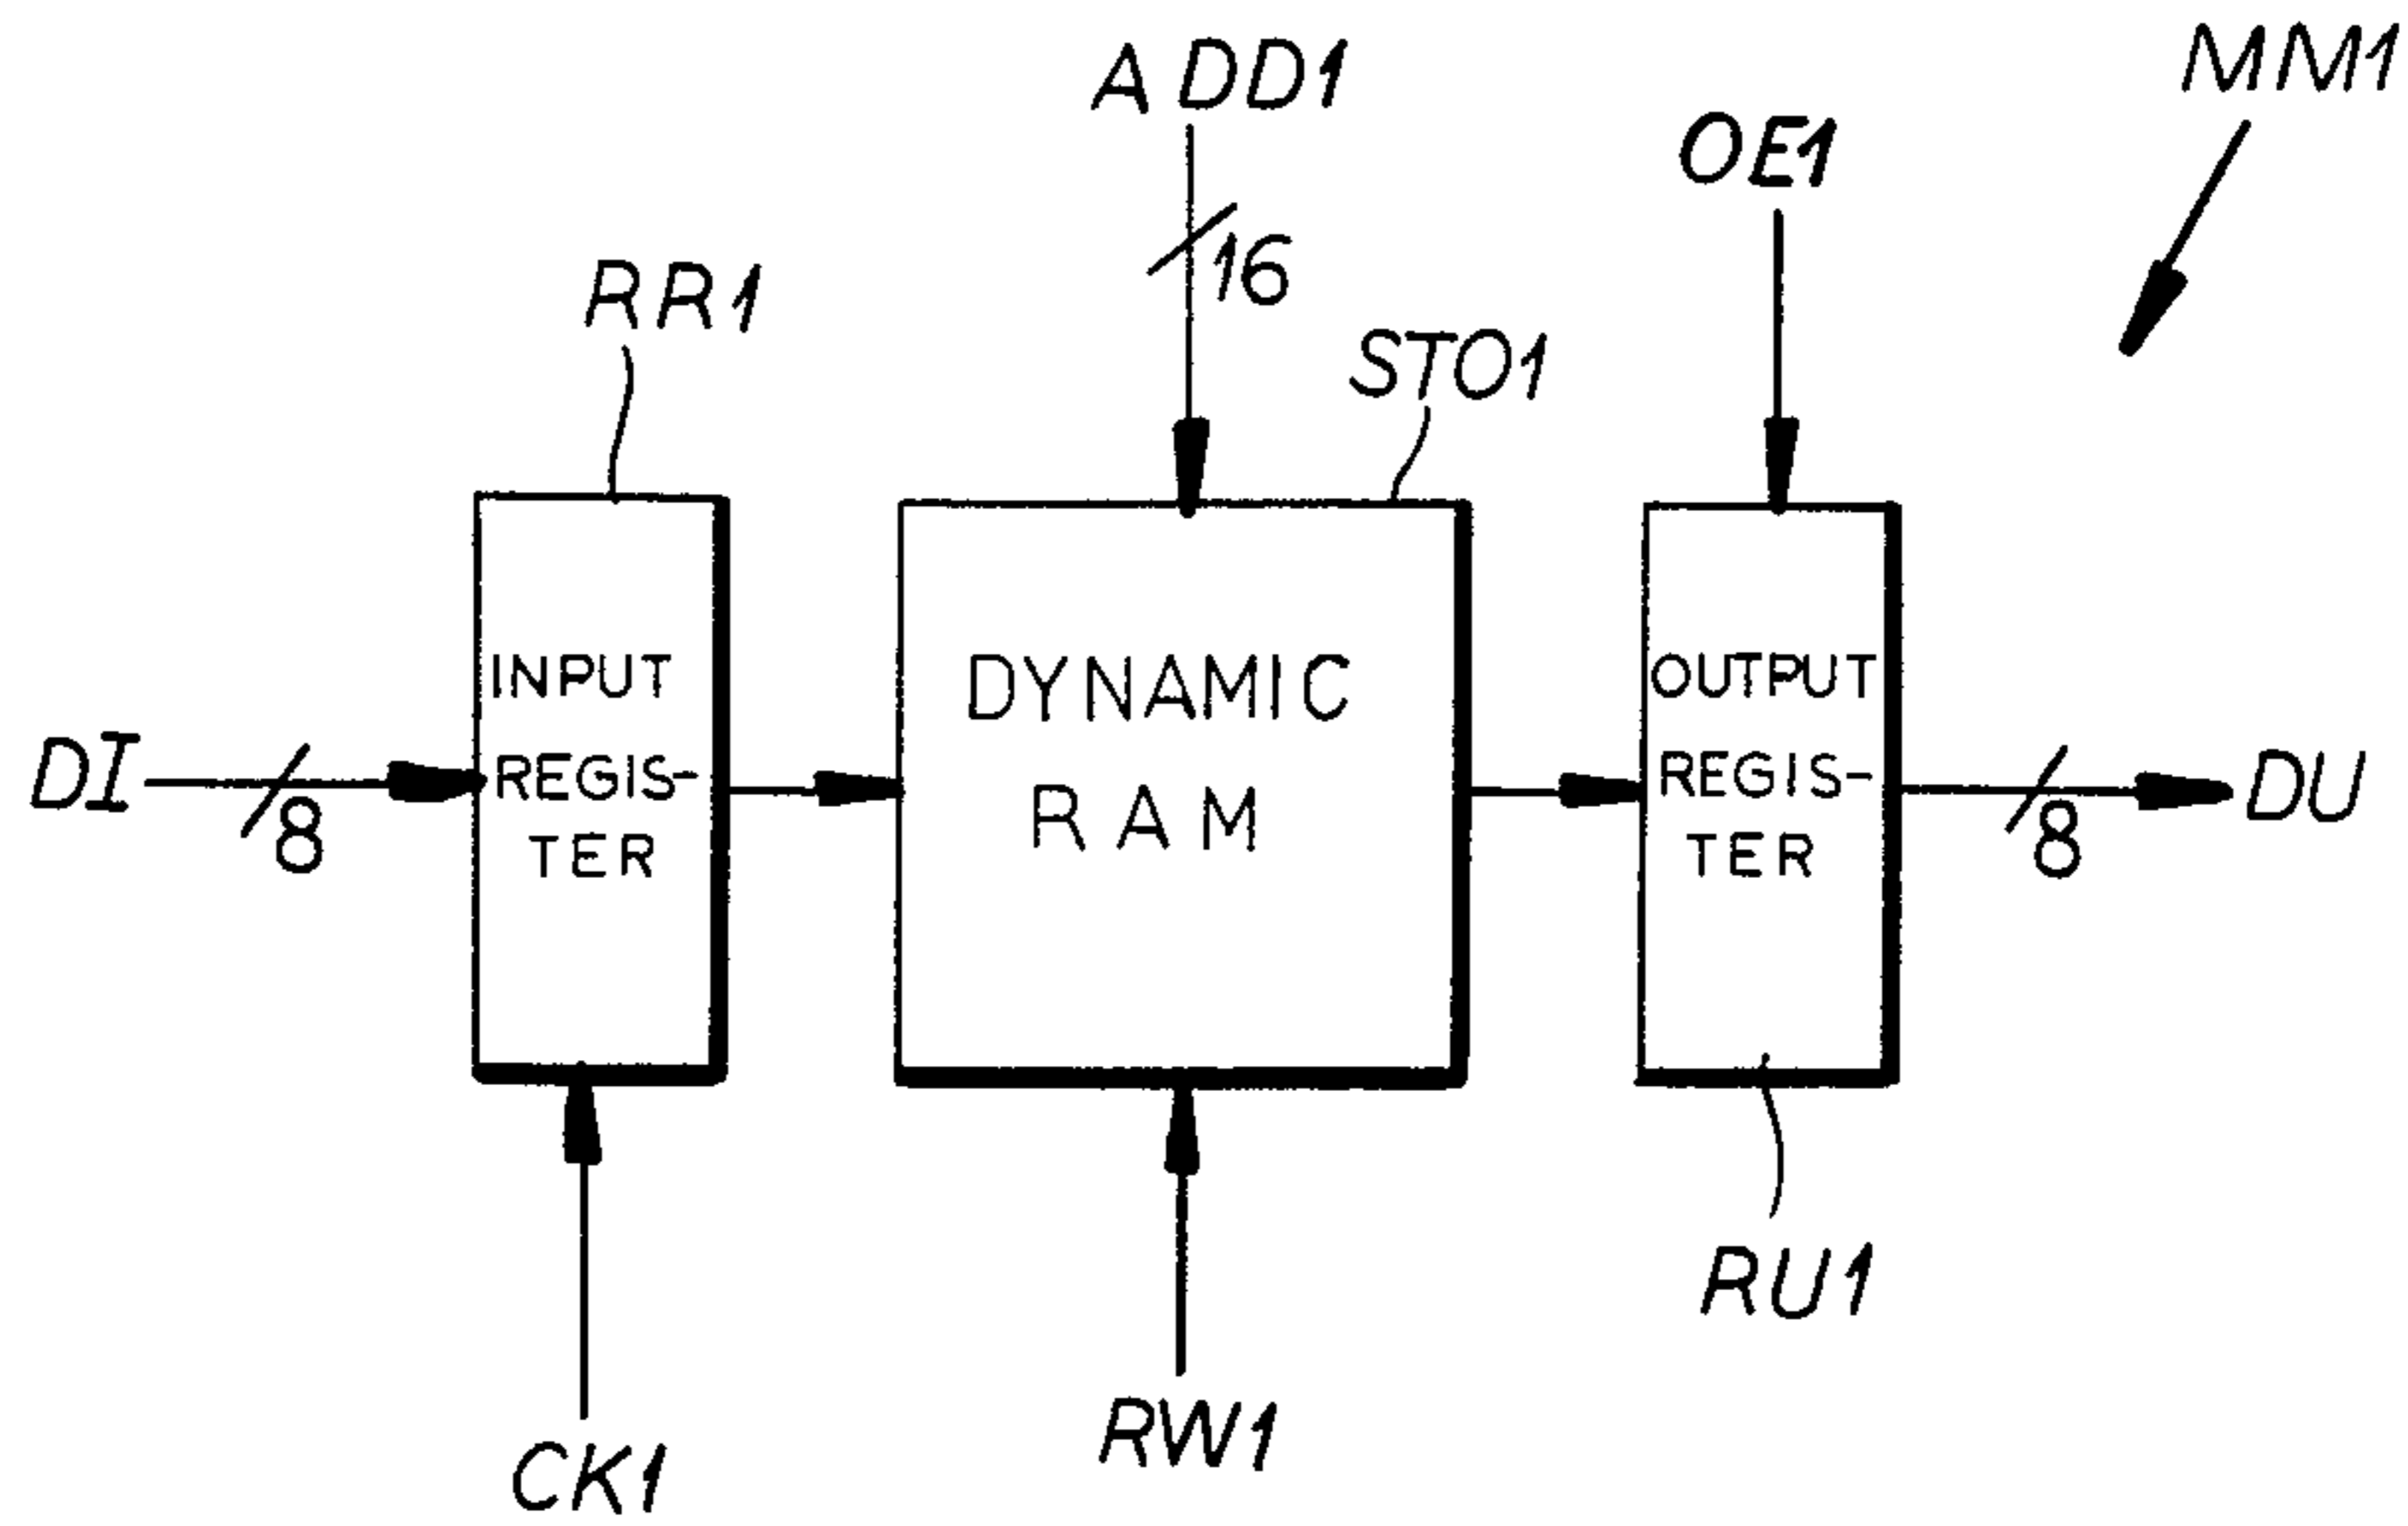 MM1
ADD1
OE1
16
RR1
STO1
INPUT
REGIS-
TER
DYNAMIC
RAM
OUTPUT
REGIS-
TER
DI
8
8
DU
RU1
RW1
CK1